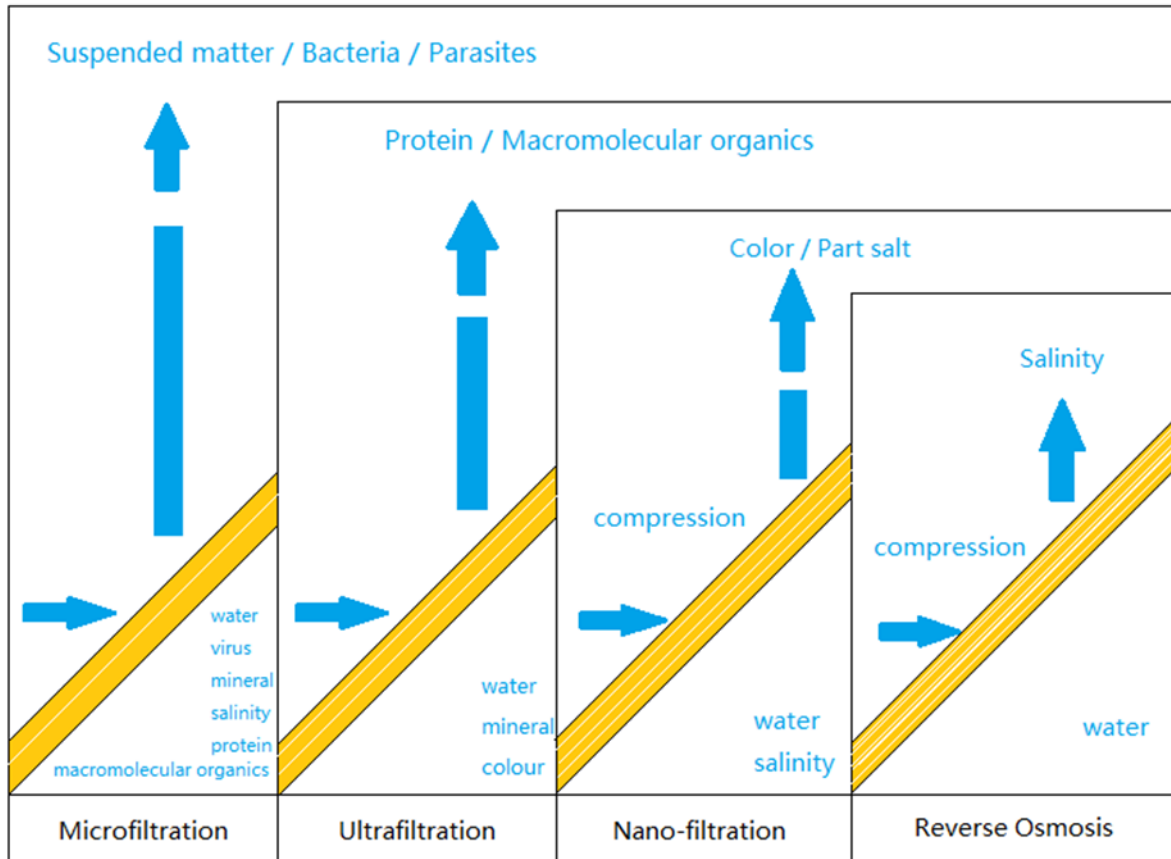 Suspended matter / Bacteria / Parasites
Protein / Macromolecular organics
Color / Part salt
Salinity
compression
compression
water
virus
mineral
salinity
protein
macromolecular organics
water
mineral
colour
water
salinity
water
Microfiltration
Ultrafiltration
Nano-filtration
Reverse Osmosis